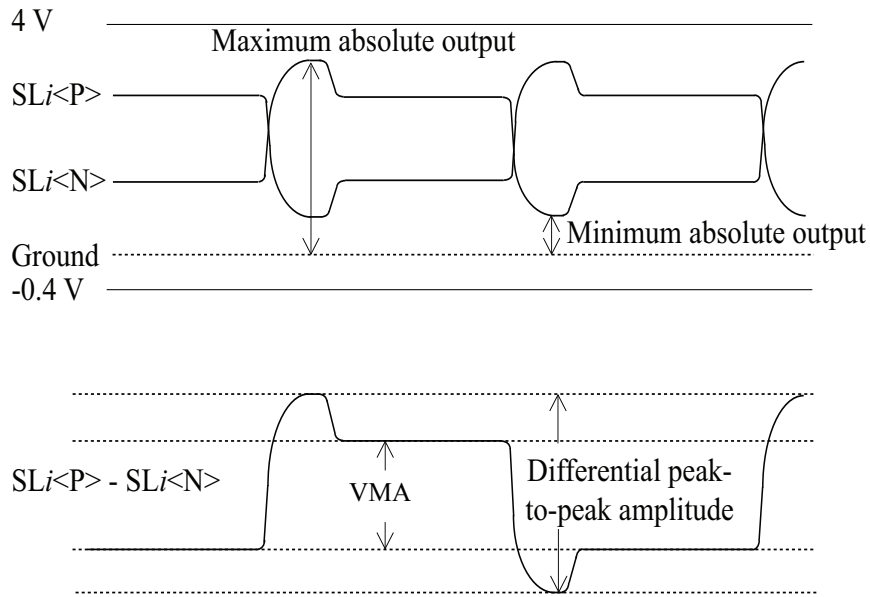 4 V
Maximum absolute output
SLi<P>
SLi<N>
Minimum absolute output
Ground
-0.4 V
SLi<P> - SLi<N>
VMA
Differential peak-
to-peak amplitude